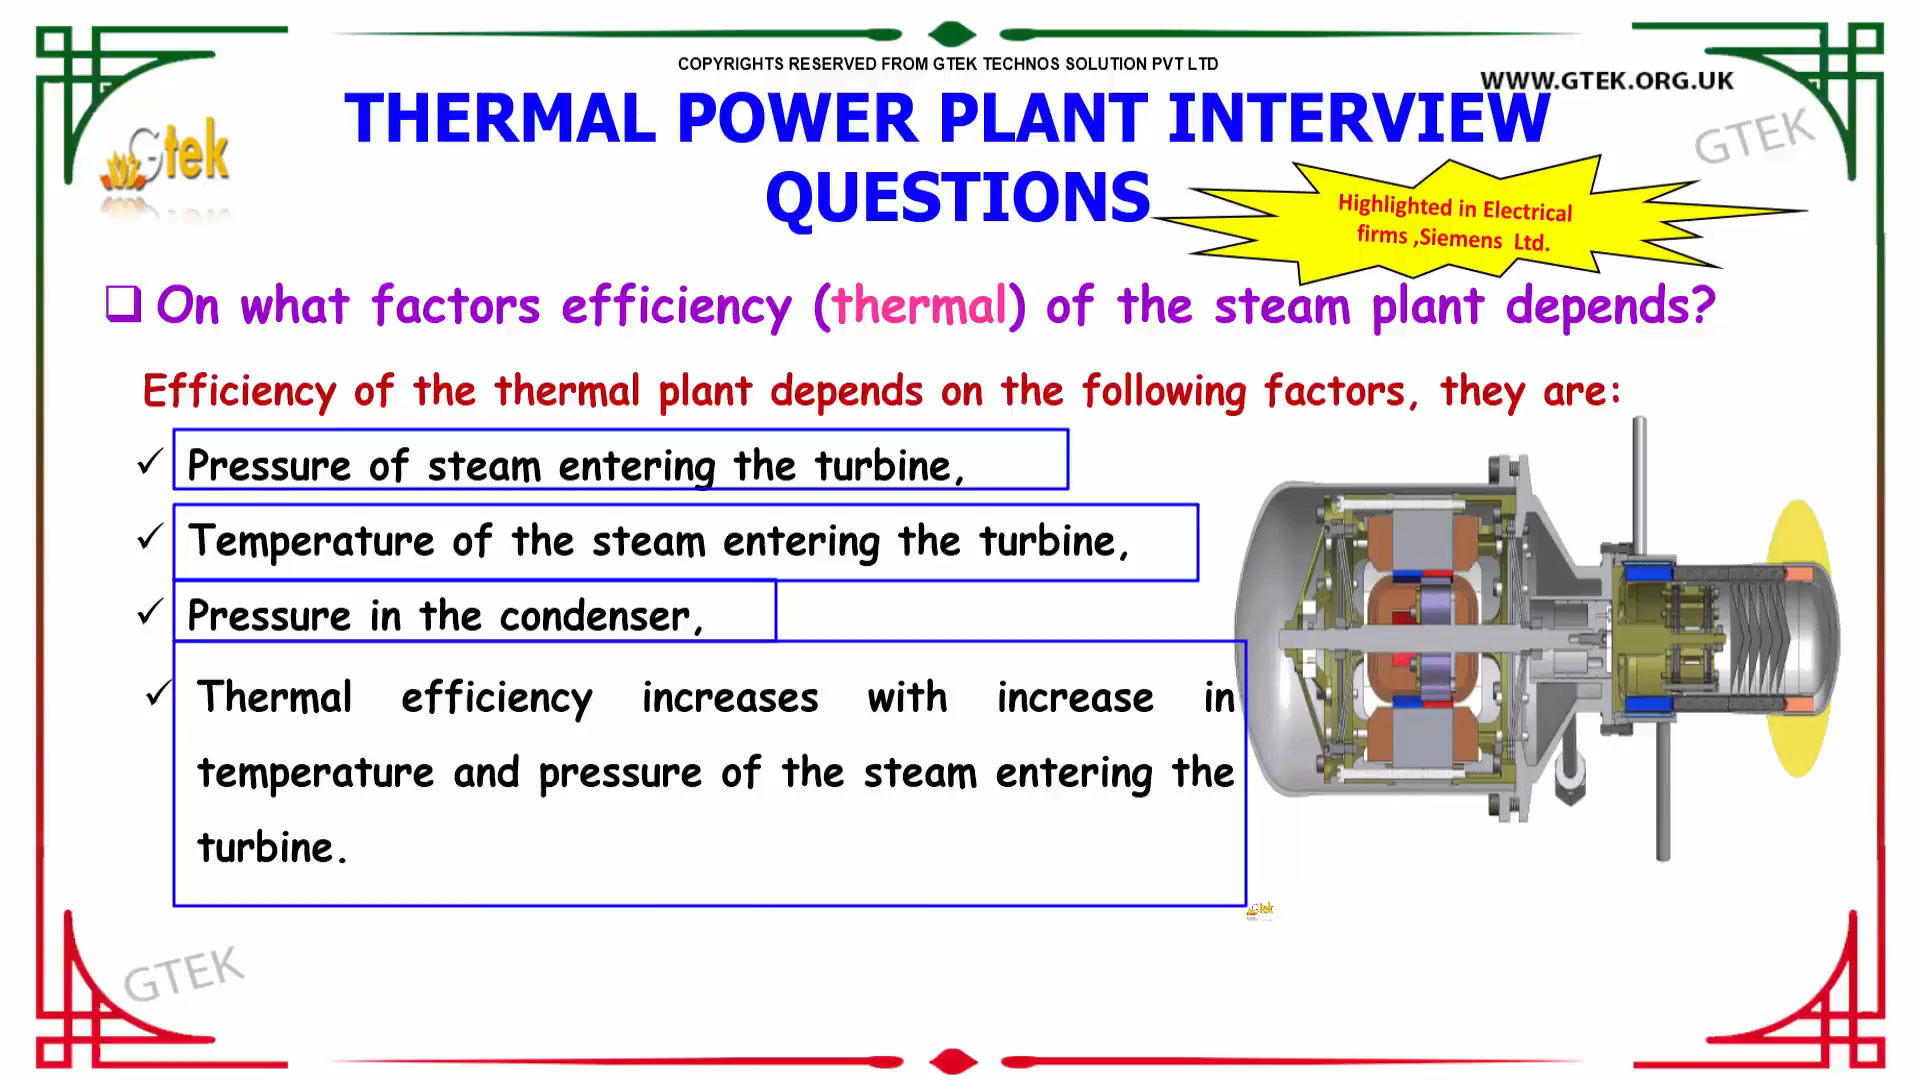 COPYRIGHTS RESERVED FROM GTEK TECHNOS SOLUTION PVT LTD
WWW.GTEK.ORG.UK
THERMAL POWER PLANT INTERVIEW
QUESTIONS
GTEK
Gtek
Highlighted in Electrical
firms ,Siemens Ltd.
On what factors efficiency (thermal) of the steam plant depends?
Efficiency of the thermal plant depends on the following factors, they are:
Pressure of steam entering the turbine,
Temperature of the steam entering the turbine,
Pressure in the condenser,
Thermal efficiency increases with increase in
temperature and pressure of the steam entering the
turbine.
Gtek
GTEK